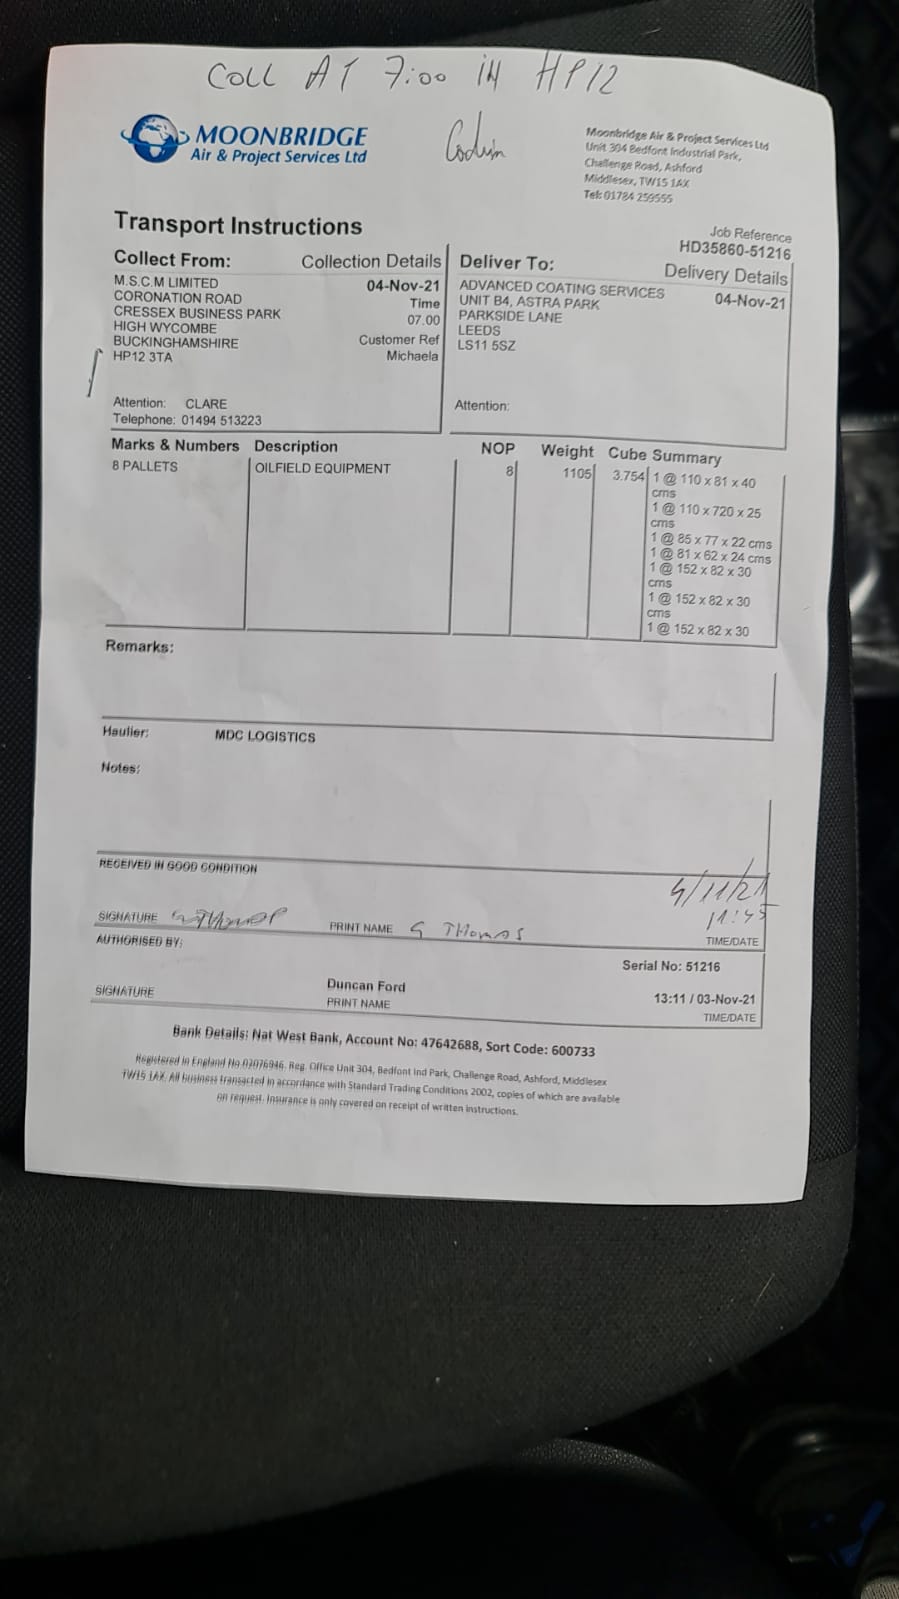 COLL AT 7:00 IN HP12
MOONBRIDGE
Air & Project Services Ltd
Moonbridge Air & Project Services Ltd
Unit 304 Bedfont Industrial Park,
Challenge Road, Ashford
Middlesex, TW15 1AX
Tel: 01784 259555
Transport Instructions
Job Reference
HD35860-51216
Collect From: Collection Details
M.S.C.M LIMITED 04-Nov-21
CORONATION ROAD Time
CRESSEX BUSINESS PARK 07.00
HIGH WYCOMBE
BUCKINGHAMSHIRE Customer Ref
HP12 3TA Michaela
Attention: CLARE
Telephone: 01494 513223
Deliver To: Delivery Details
ADVANCED COATING SERVICES 04-Nov-21
UNIT B4, ASTRA PARK
PARKSIDE LANE
LEEDS
LS11 5SZ
Attention:
Marks & Numbers Description NOP Weight Cube Summary
8 PALLETS OILFIELD EQUIPMENT 8 1105 3.754 1 @ 110 x 81 x 40
cms
1 @ 110 x 720 x 25
cms
1 @ 85 x 77 x 22 cms
1 @ 81 x 62 x 24 cms
1 @ 152 x 82 x 30
cms
1 @ 152 x 82 x 30
cms
1 @ 152 x 82 x 30
Remarks:
Haulier: MDC LOGISTICS
Notes:
RECEIVED IN GOOD CONDITION
4/11/21
11:45
SIGNATURE PRINT NAME G THOMAS TIME/DATE
AUTHORISED BY:
Serial No: 51216
Duncan Ford 13:11 / 03-Nov-21
SIGNATURE PRINT NAME TIME/DATE
Bank Details: Nat West Bank, Account No: 47642688, Sort Code: 600733
Registered in England No 02076946. Reg. Office Unit 304, Bedfont Ind Park, Challenge Road, Ashford, Middlesex
TW15 1AX. All business transacted in accordance with Standard Trading Conditions 2002, copies of which are available
on request. Insurance is only covered on receipt of written instructions.